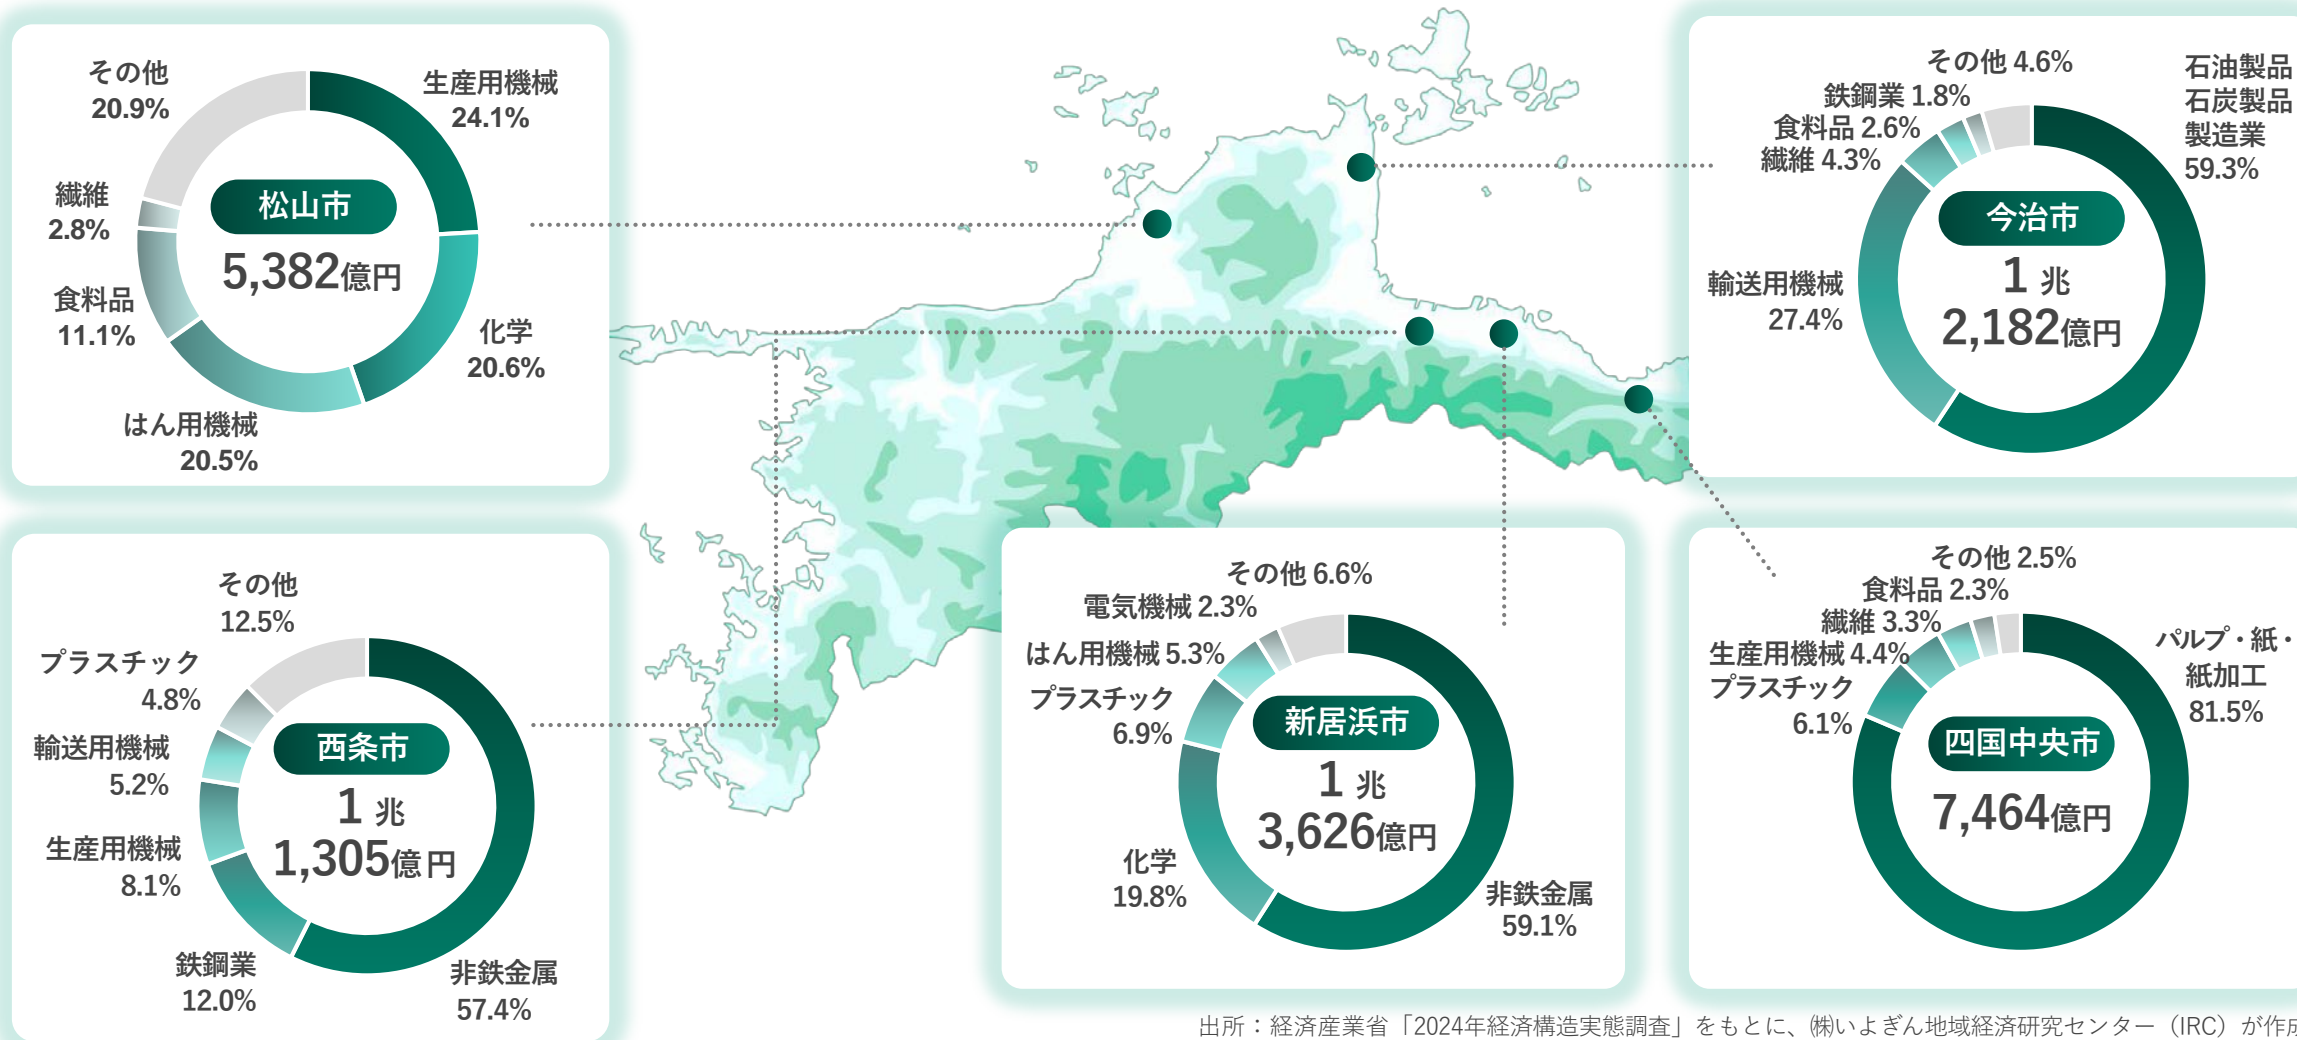 その他
20.9%
生産用機械
24.1%
繊維
2.8%
松山市
5,382億円
食料品
11.1%
化学
20.6%
はん用機械
20.5%
その他 4.6%
鉄鋼業 1.8%
食料品 2.6%
繊維 4.3%
石油製品
石炭製品
製造業
59.3%
今治市
1 兆
2,182億円
輸送用機械
27.4%
その他
12.5%
プラスチック
4.8%
輸送用機械
5.2%
西条市
1 兆
1,305億円
生産用機械
8.1%
鉄鋼業
12.0%
非鉄金属
57.4%
その他 6.6%
電気機械 2.3%
はん用機械 5.3%
プラスチック
6.9%
新居浜市
1 兆
3,626億円
化学
19.8%
非鉄金属
59.1%
その他 2.5%
食料品 2.3%
繊維 3.3%
生産用機械 4.4%
プラスチック
6.1%
パルプ・紙・
紙加工
81.5%
四国中央市
7,464億円
出所：経済産業省「2024年経済構造実態調査」をもとに、㈱いよぎん地域経済研究センター（IRC）が作成